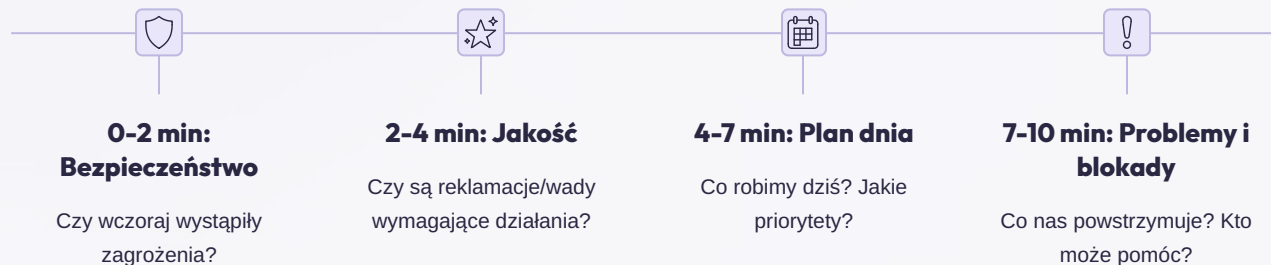 0-2 min:
Bezpieczeństwo
Czy wczoraj wystąpiły
zagrożenia?
2-4 min: Jakość
Czy są reklamacje/wady
wymagające działania?
4-7 min: Plan dnia
Co robimy dziś? Jakie
priorytety?
7-10 min: Problemy i
blokady
Co nas powstrzymuje? Kto
może pomóc?